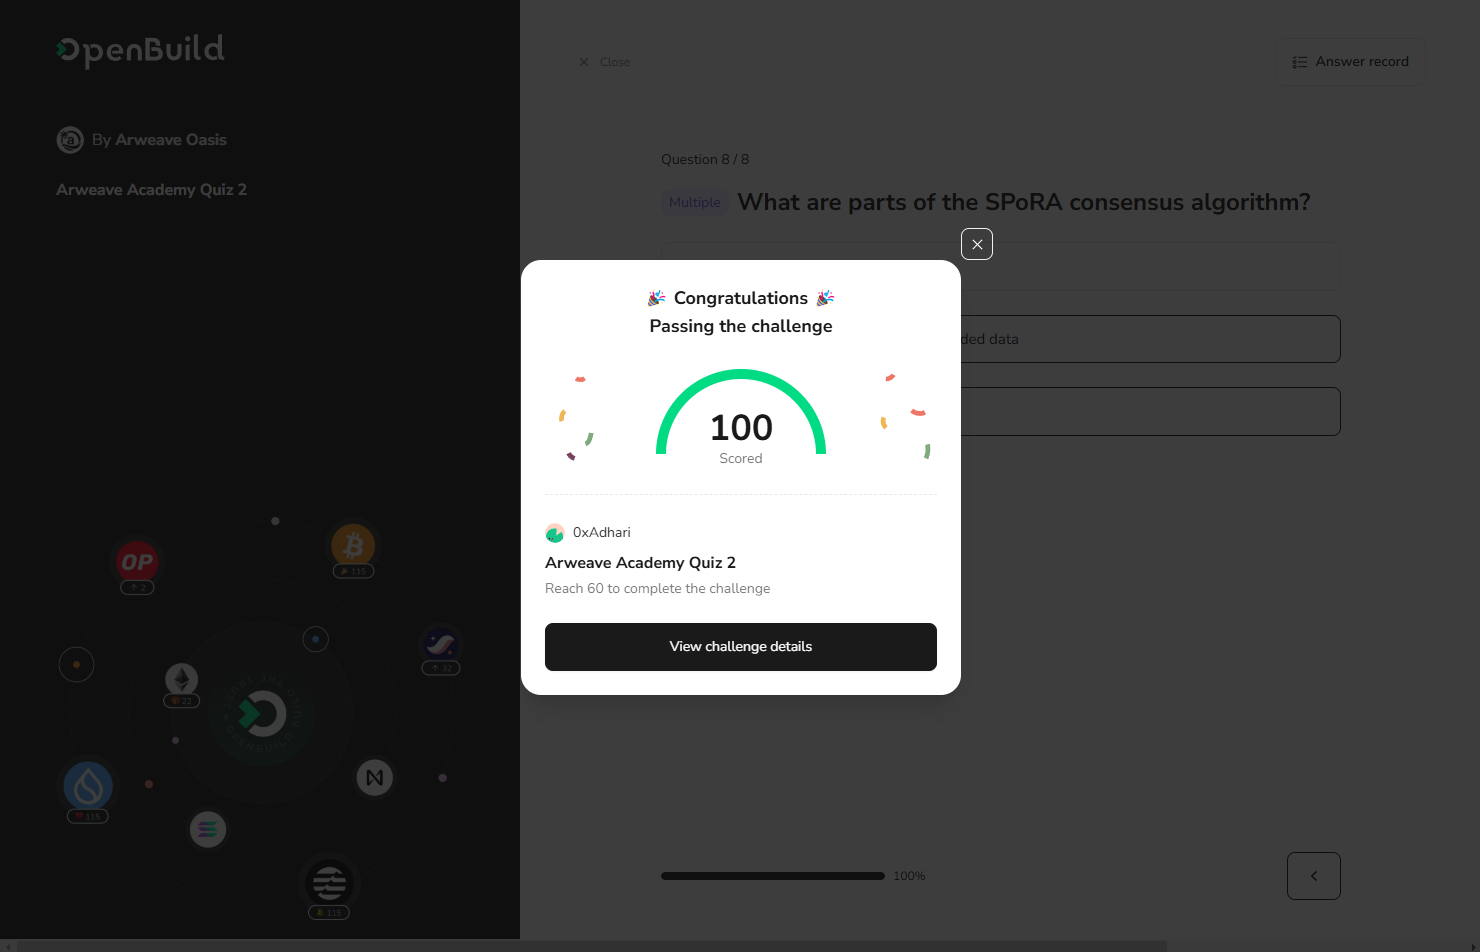 OpenBuild
By Arweave Oasis
Arweave Academy Quiz 2
Close
Answer record
Question 8 / 8
Multiple What are parts of the SPoRA consensus algorithm?
ded data
Congratulations
Passing the challenge
100
Scored
0xAdhari
Arweave Academy Quiz 2
Reach 60 to complete the challenge
View challenge details
OP
2
115
32
22
115
115
100%